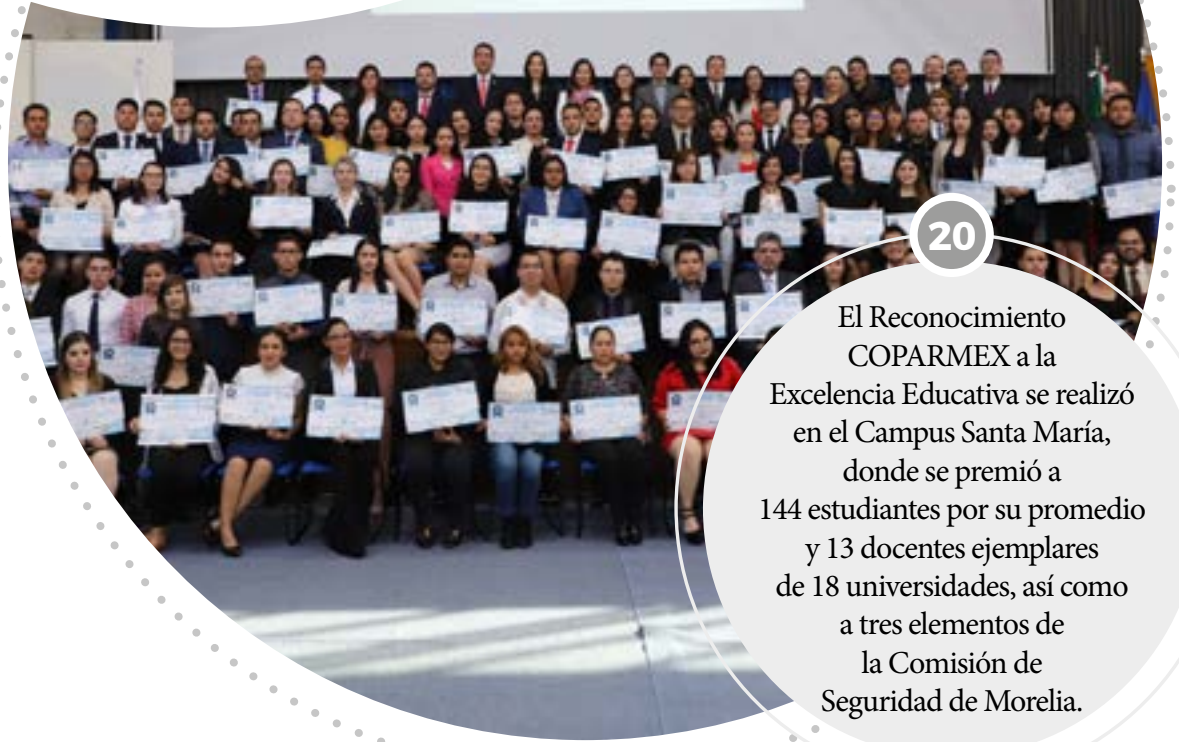 20
El Reconocimiento
COPARMEX a la
Excelencia Educativa se realizó
en el Campus Santa María,
donde se premió a
144 estudiantes por su promedio
y 13 docentes ejemplares
de 18 universidades, así como
a tres elementos de
la Comisión de
Seguridad de Morelia.